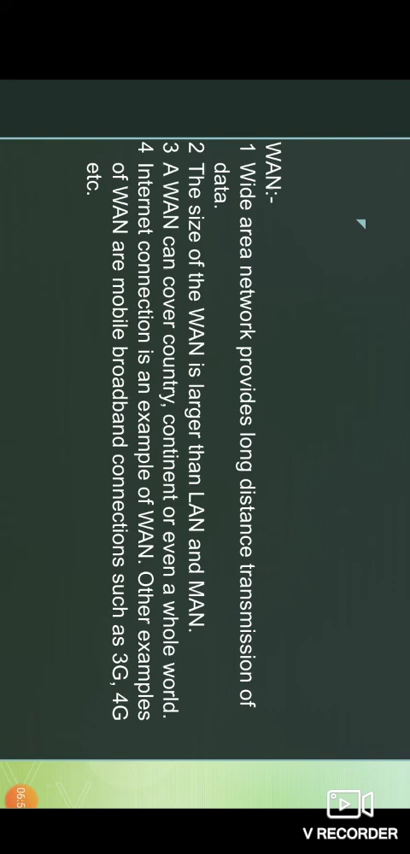 WAN:-
1 Wide area network provides long distance transmission of
data.
2 The size of the WAN is larger than LAN and MAN.
3 A WAN can cover country, continent or even a whole world.
4 Internet connection is an example of WAN. Other examples
of WAN are mobile broadband connections such as 3G, 4G
etc.
06:5
V RECORDER